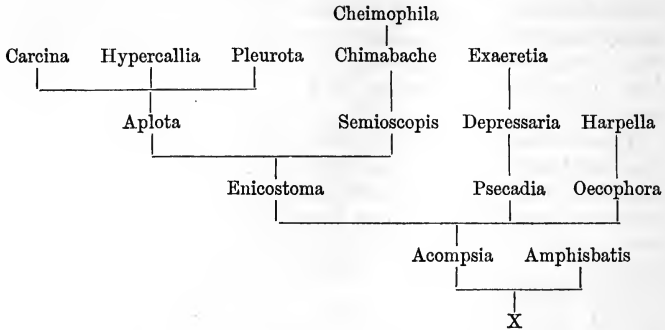 Cheimophila
Carcina Hypercallia Pleurota Chimabache Exaeretia
Aplota Semioscopis Depressaria Harpella
Enicostoma Psecadia Oecophora
Acompsia Amphisbatis
X